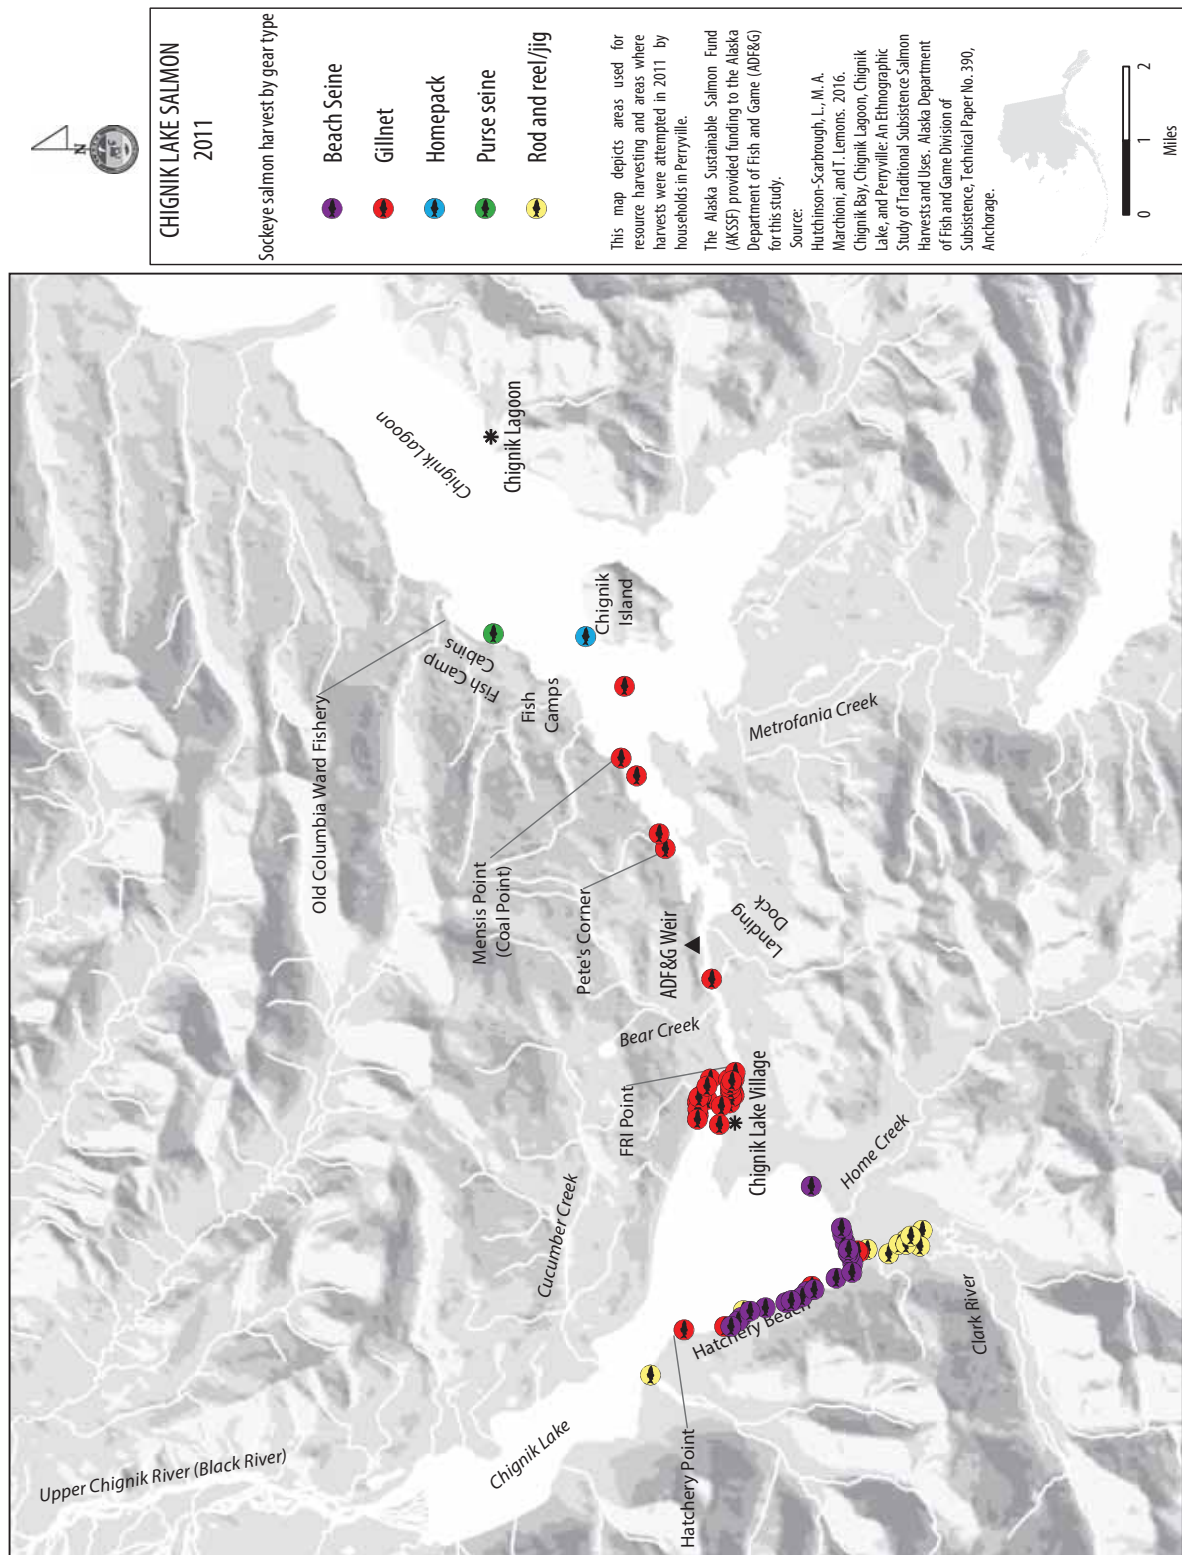 CHIGNIK LAKE SALMON
2011
Sockeye salmon harvest by gear type
Beach Seine
Gillnet
Homepack
Purse seine
Rod and reel/jig
This map depicts areas used for
resource harvesting and areas where
harvests were attempted in 2011 by
households in Perryville.
The Alaska Sustainable Salmon Fund
(AKSSF) provided funding to the Alaska
Department of Fish and Game (ADF&G)
for this study.
Source:
Hutchinson-Scarbrough, L., M. A.
Marchioni, and T. Lemons. 2016.
Chignik Bay, Chignik Lagoon, Chignik
Lake, and Perryville: An Ethnographic
Study of Traditional Subsistence Salmon
Harvests and Uses. Alaska Department
of Fish and Game Division of
Subsistence, Technical Paper No. 390,
Anchorage.
0 1 2
Miles
N
Upper Chignik River (Black River)
Chignik Lake
Hatchery Point
Hatchery Beach
Clark River
Home Creek
Cucumber Creek
Chignik Lake Village
FRI Point
Bear Creek
ADF&G Weir
Landing
Dock
Pete's Corner
Mensis Point
(Coal Point)
Metrofania Creek
Old Columbia Ward Fishery
Fish
Camps
Fish Camp
Cabins
Chignik
Island
Chignik Lagoon
Chignik Lagoon